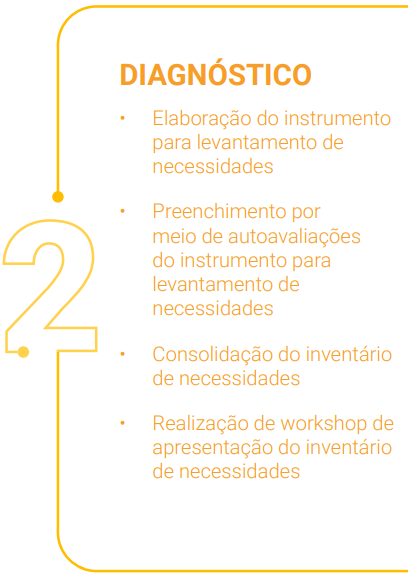 2
DIAGNÓSTICO
• Elaboração do instrumento
para levantamento de
necessidades
• Preenchimento por
meio de autoavaliações
do instrumento para
levantamento de
necessidades
• Consolidação do inventário
de necessidades
• Realização de workshop de
apresentação do inventário
de necessidades